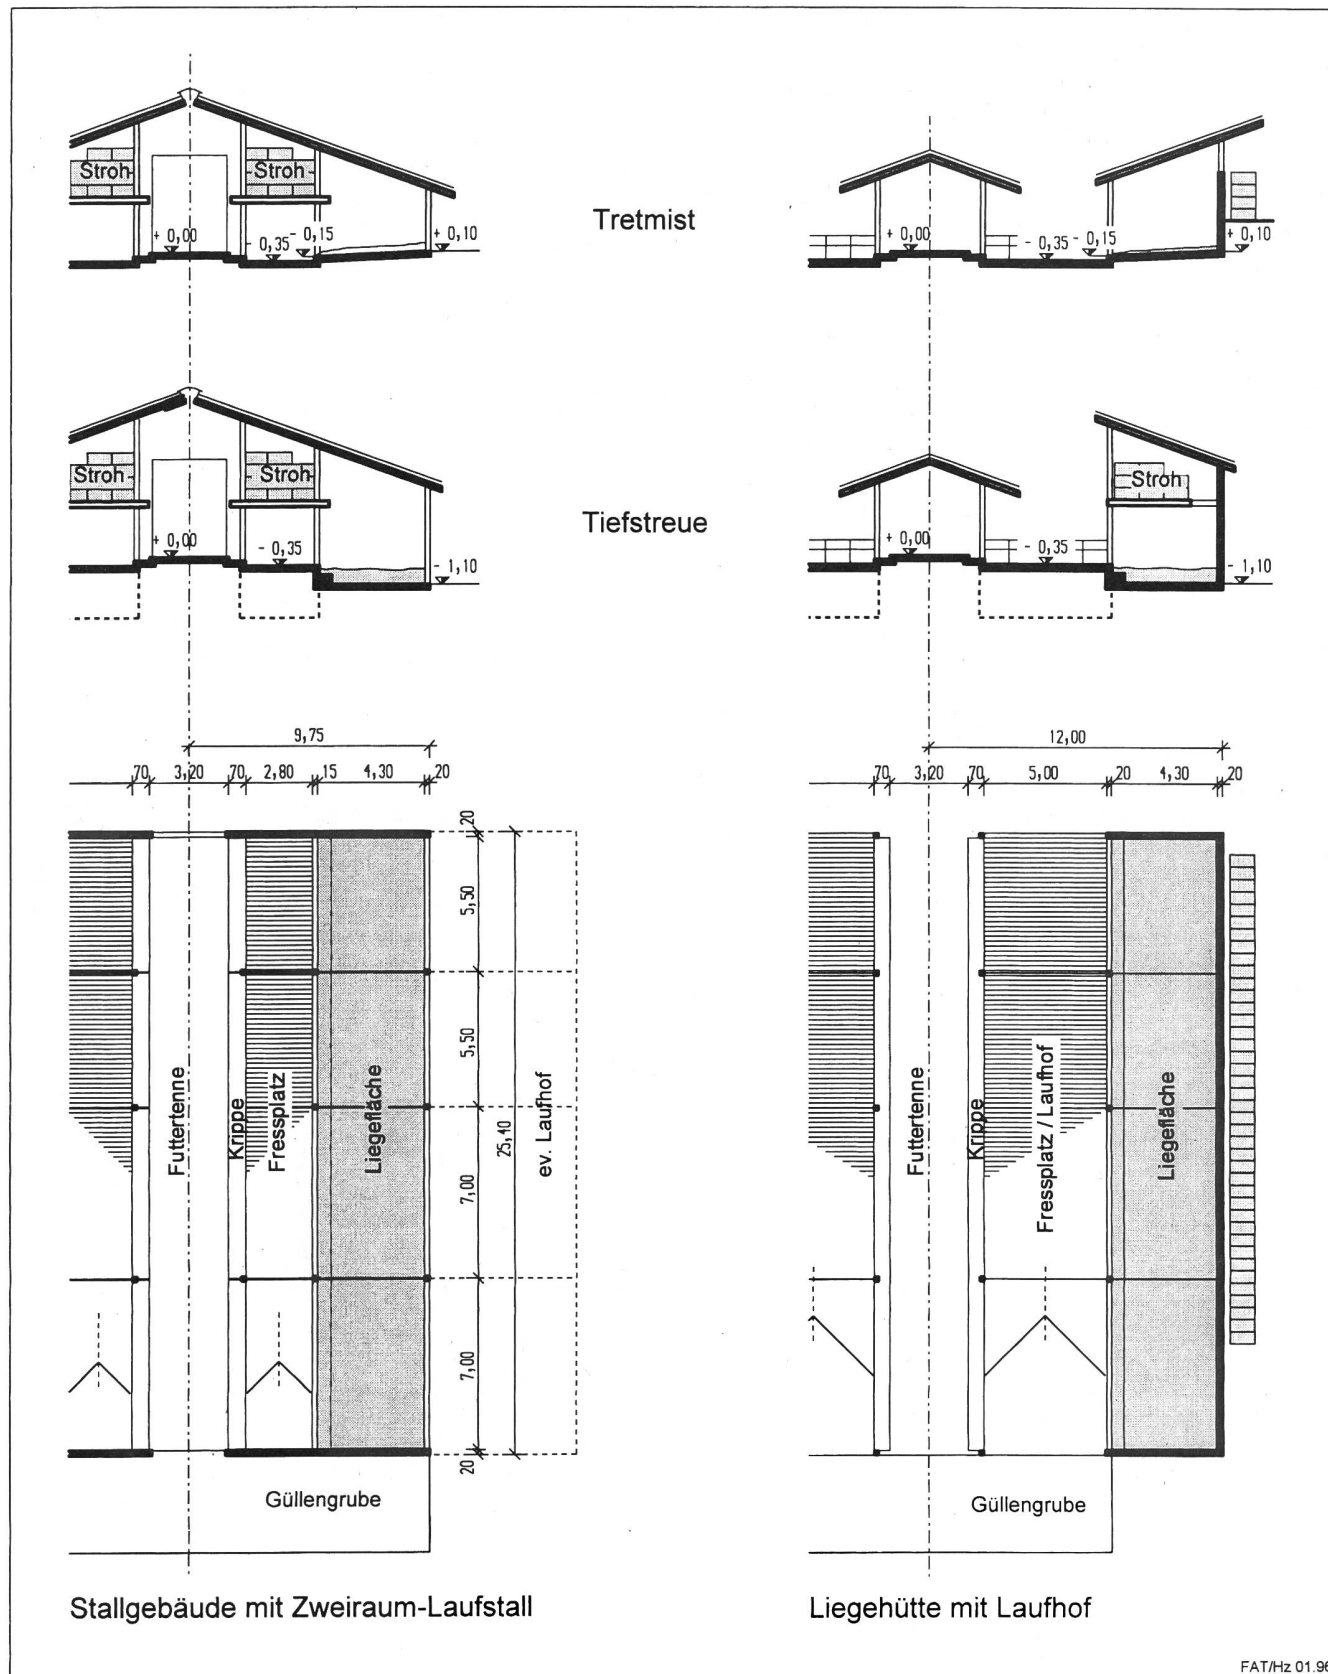 Stroh
Stroh
+ 0,00
- 0,35
- 0,15
+ 0,10
Tretmist
+ 0,00
- 0,35
- 0,15
+ 0,10
Stroh
Stroh
+ 0,00
- 0,35
- 1,10
Tiefstreue
Stroh
+ 0,00
- 0,35
- 1,10
9,75
70 3,20 70 2,80 15 4,30 20
12,00
70 3,20 70 5,00 20 4,30 20
20
5,50
5,50
7,00
7,00
20
25,40
Futtertenne
Krippe
Fressplatz
Liegefläche
ev. Laufhof
Futtertenne
Krippe
Fressplatz / Laufhof
Liegefläche
Güllengrube
Güllengrube
Stallgebäude mit Zweiraum-Laufstall
Liegehütte mit Laufhof
FAT/Hz 01.96